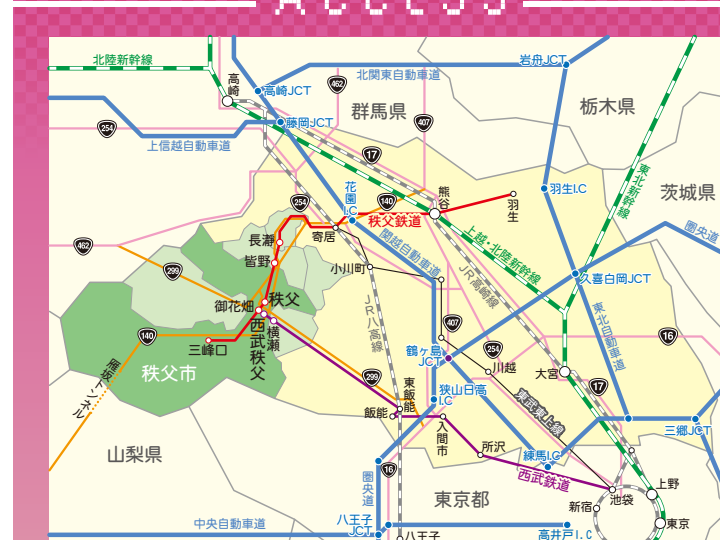 北陸新幹線
高崎
高崎JCT
北関東自動車道
岩舟JCT
462
群馬県
栃木県
254
藤岡JCT
407
上信越自動車道
17
東北新幹線
茨城県
花園I.C
140
熊谷
羽生
羽生I.C
254
秩父鉄道
圏央道
462
長瀞
寄居
関越自動車道
上越・北陸新幹線
299
皆野
小川町
JR高崎線
久喜白岡JCT
御花畑
秩父
JR八高線
東北自動車道
140
西武秩父
横瀬
407
16
三峰口
鶴ヶ島JCT
254
雁坂トンネル
秩父市
299
川越
大宮
17
東飯能
狭山日高I.C
東武東上線
飯能
入間市
三郷JCT
山梨県
所沢
練馬I.C
16
圏央道
西武鉄道
東京都
池袋
上野
新宿
中央自動車道
八王子JCT
東京
八王子
高井戸I.C